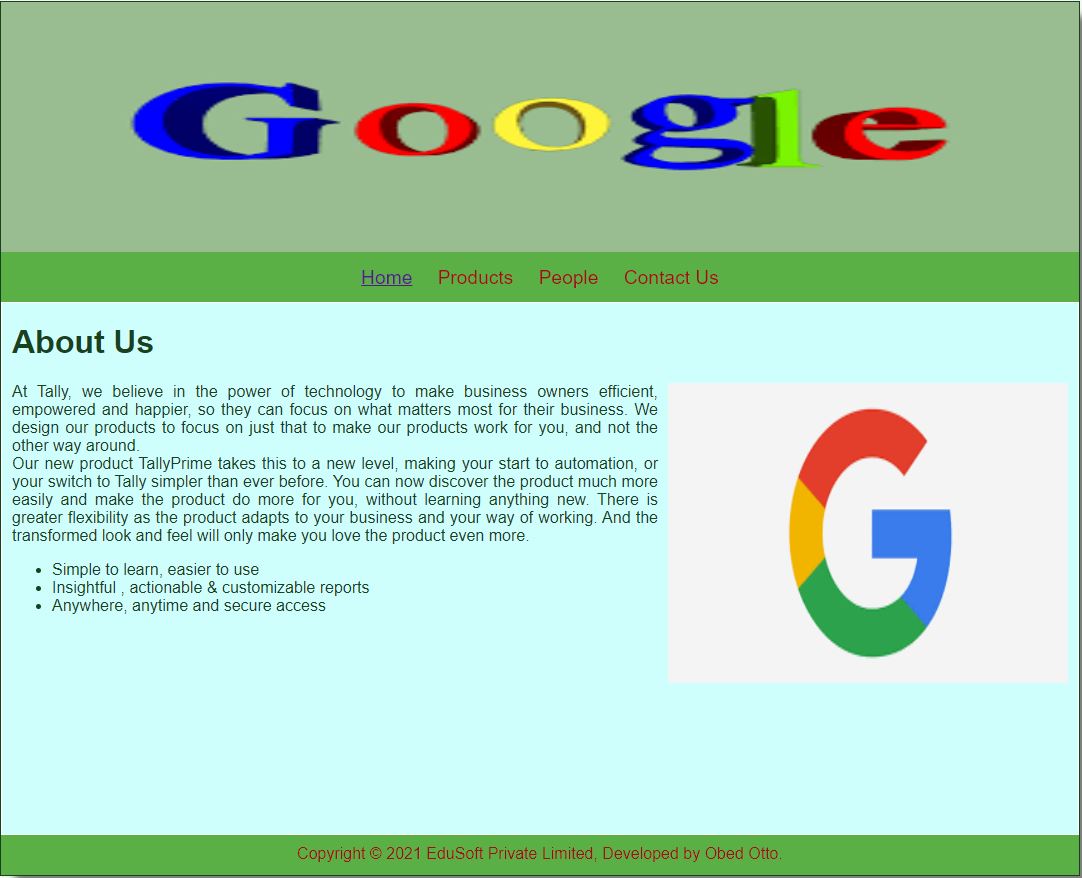 Google
Home Products People Contact Us
About Us
At Tally, we believe in the power of technology to make business owners efficient,
empowered and happier, so they can focus on what matters most for their business. We
design our products to focus on just that to make our products work for you, and not the
other way around.
Our new product TallyPrime takes this to a new level, making your start to automation, or
your switch to Tally simpler than ever before. You can now discover the product much more
easily and make the product do more for you, without learning anything new. There is
greater flexibility as the product adapts to your business and your way of working. And the
transformed look and feel will only make you love the product even more.
• Simple to learn, easier to use
• Insightful , actionable & customizable reports
• Anywhere, anytime and secure access
G
Copyright © 2021 EduSoft Private Limited, Developed by Obed Otto.